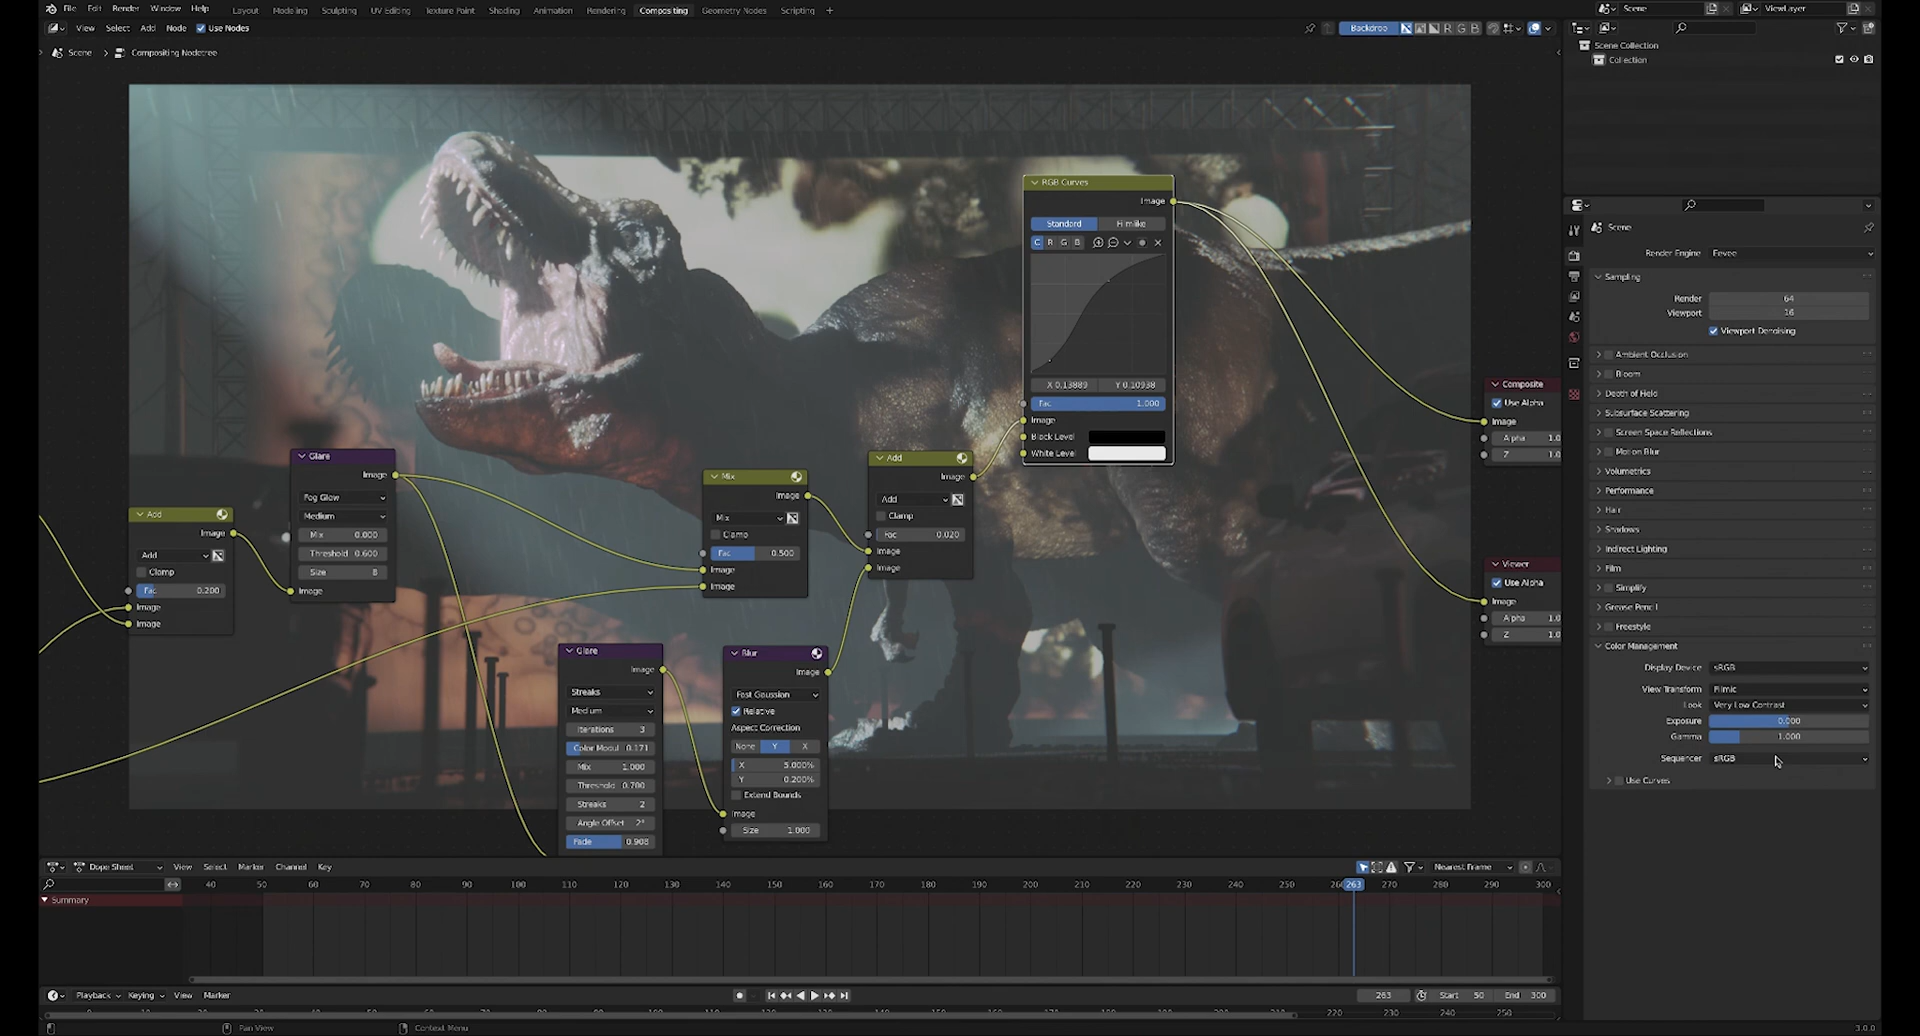 File Edit Render Window Help Layout Modeling Sculpting UV Editing Texture Paint Shading Animation Rendering Compositing Geometry Nodes Scripting + Scene ViewLayer
View Select Add Node Use Nodes Backdrop R G B
Scene > Compositing Nodetree
Scene Collection
Collection
RGB Curves
Image
Standard Filmlike
C R G B
X 0.13889 Y 0.10938
Fac 1.000
Image
Black Level
White Level
Composite
Use Alpha
Image
Alpha 1.0
Z 1.0
Viewer
Use Alpha
Image
Alpha 1.0
Z 1.0
Add
Image
Add
Clamp
Fac 0.200
Image
Image
Glare
Image
Fog Glow
Medium
Mix 0.000
Threshold 0.600
Size 8
Image
Mix
Image
Mix
Clamp
Fac 0.500
Image
Image
Add
Image
Add
Clamp
Fac 0.020
Image
Image
Glare
Image
Streaks
Medium
Iterations 3
Color Modul 0.171
Mix 1.000
Threshold 0.700
Streaks 2
Angle Offset 2°
Fade 0.908
Blur
Image
Fast Gaussian
Relative
Aspect Correction
None Y X
X 5.000%
Y 0.200%
Extend Bounds
Image
Size 1.000
Scene
Render Engine Eevee
Sampling
Render 64
Viewport 16
Viewport Denoising
Ambient Occlusion
Bloom
Depth of Field
Subsurface Scattering
Screen Space Reflections
Motion Blur
Volumetrics
Performance
Hair
Shadows
Indirect Lighting
Film
Simplify
Grease Pencil
Freestyle
Color Management
Display Device sRGB
View Transform Filmic
Look Very Low Contrast
Exposure 0.000
Gamma 1.000
Sequencer sRGB
Use Curves
Dope Sheet View Select Marker Channel Key Nearest Frame
40 50 60 70 80 90 100 110 120 130 140 150 160 170 180 190 200 210 220 230 240 250 263 270 280 290 300
Summary
Playback Keying View Marker 263 Start 50 End 300
220 230 240 250
Pan View Context Menu 3.0.0